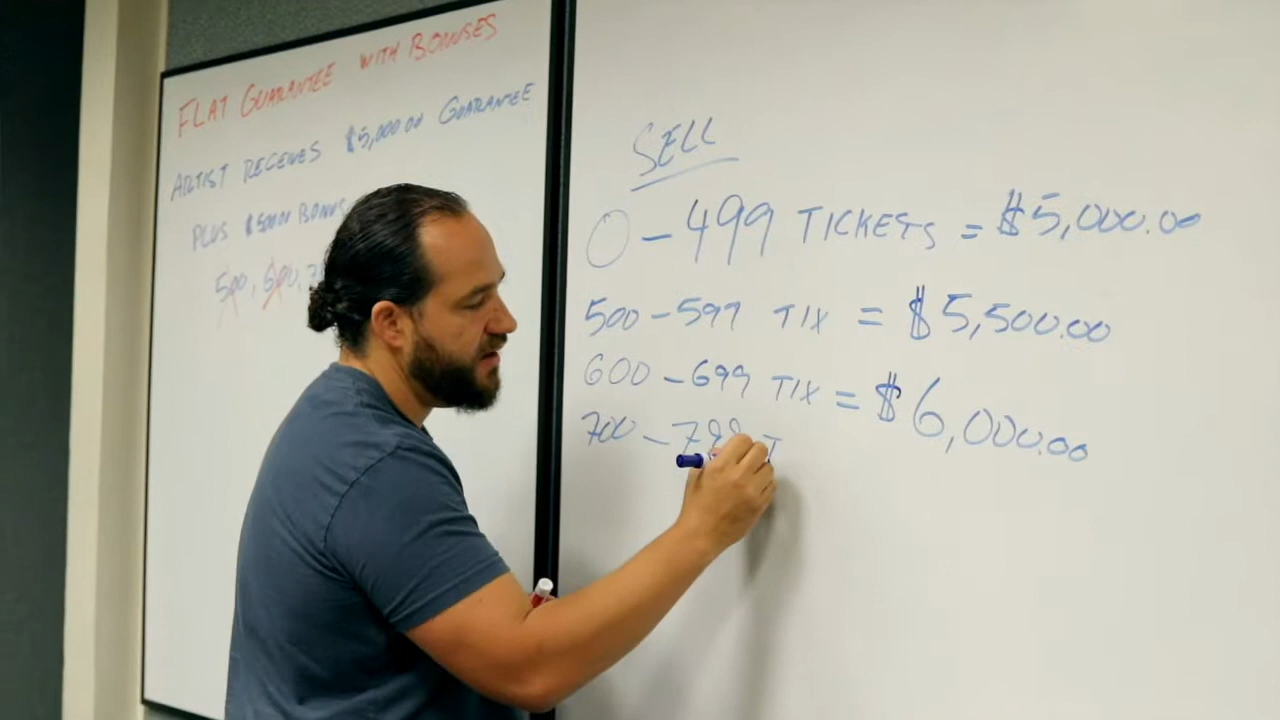 FLAT GUARANTEE WITH BONUSES
ARTIST RECEIVES $5,000.00 GUARANTEE
PLUS $500.00 BONUS
500, 600, 7
SELL
0 - 499 TICKETS = $5,000.00
500 - 599 TIX = $5,500.00
600 - 699 TIX = $6,000.00
700 - 799 T